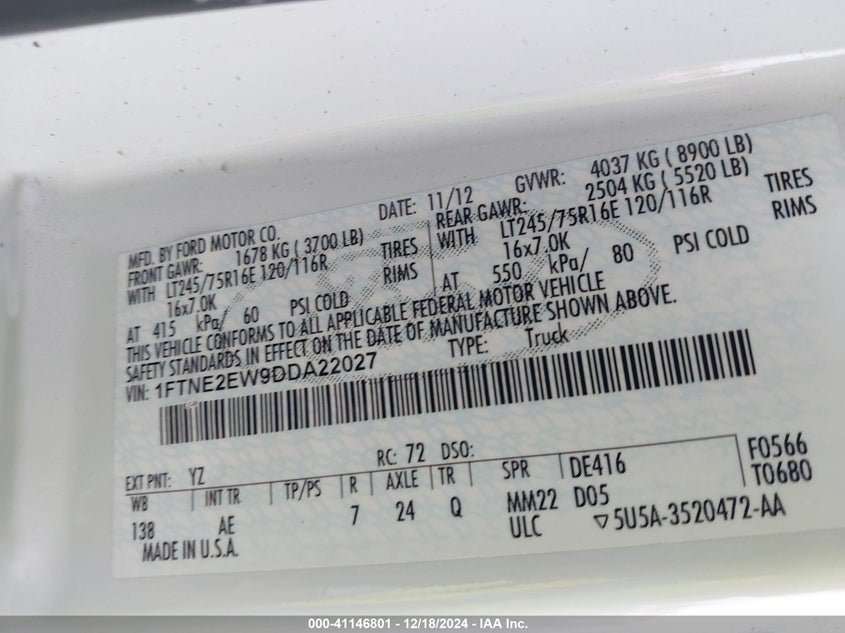 MFD. BY FORD MOTOR CO. DATE: 11/12 GVWR: 4037 KG ( 8900 LB)
FRONT GAWR: 1678 KG ( 3700 LB) REAR GAWR: 2504 KG ( 5520 LB)
WITH LT245/75R16E 120/116R TIRES WITH LT245/75R16E 120/116R TIRES
16x7.0K RIMS 16x7.0K RIMS
AT 415 kPa/ 60 PSI COLD AT 550 kPa/ 80 PSI COLD
THIS VEHICLE CONFORMS TO ALL APPLICABLE FEDERAL MOTOR VEHICLE
SAFETY STANDARDS IN EFFECT ON THE DATE OF MANUFACTURE SHOWN ABOVE.
VIN: 1FTNE2EW9DDA22027 TYPE: Truck
EXT PNT: YZ RC: 72 DSO: F0566
WB INT TR TP/PS R AXLE TR SPR DE416 T0680
138 AE 7 24 Q MM22 D05
MADE IN U.S.A. ULC ▽5U5A-3520472-AA
000-41146801 - 12/18/2024 - IAA Inc.